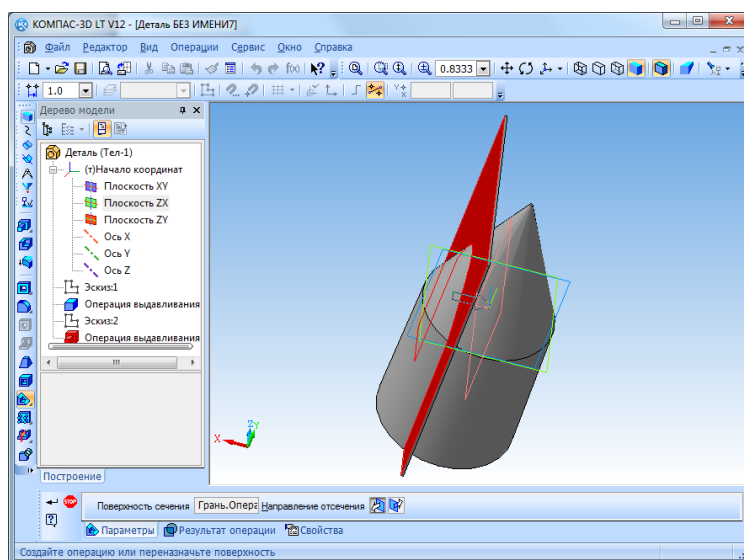 КОМПАС-3D LT V12 - [Деталь БЕЗ ИМЕНИ7]
Файл Редактор Вид Операции Сервис Окно Справка
0.8333
1.0
Дерево модели
Деталь (Тел-1)
(т)Начало координат
Плоскость XY
Плоскость ZX
Плоскость ZY
Ось X
Ось Y
Ось Z
Эскиз:1
Операция выдавливания
Эскиз:2
Операция выдавливания
X
Z Y
Построение
STOP
Поверхность сечения Грань.Опера Направление отсечения
Параметры Результат операции Свойства
Создайте операцию или переназначьте поверхность